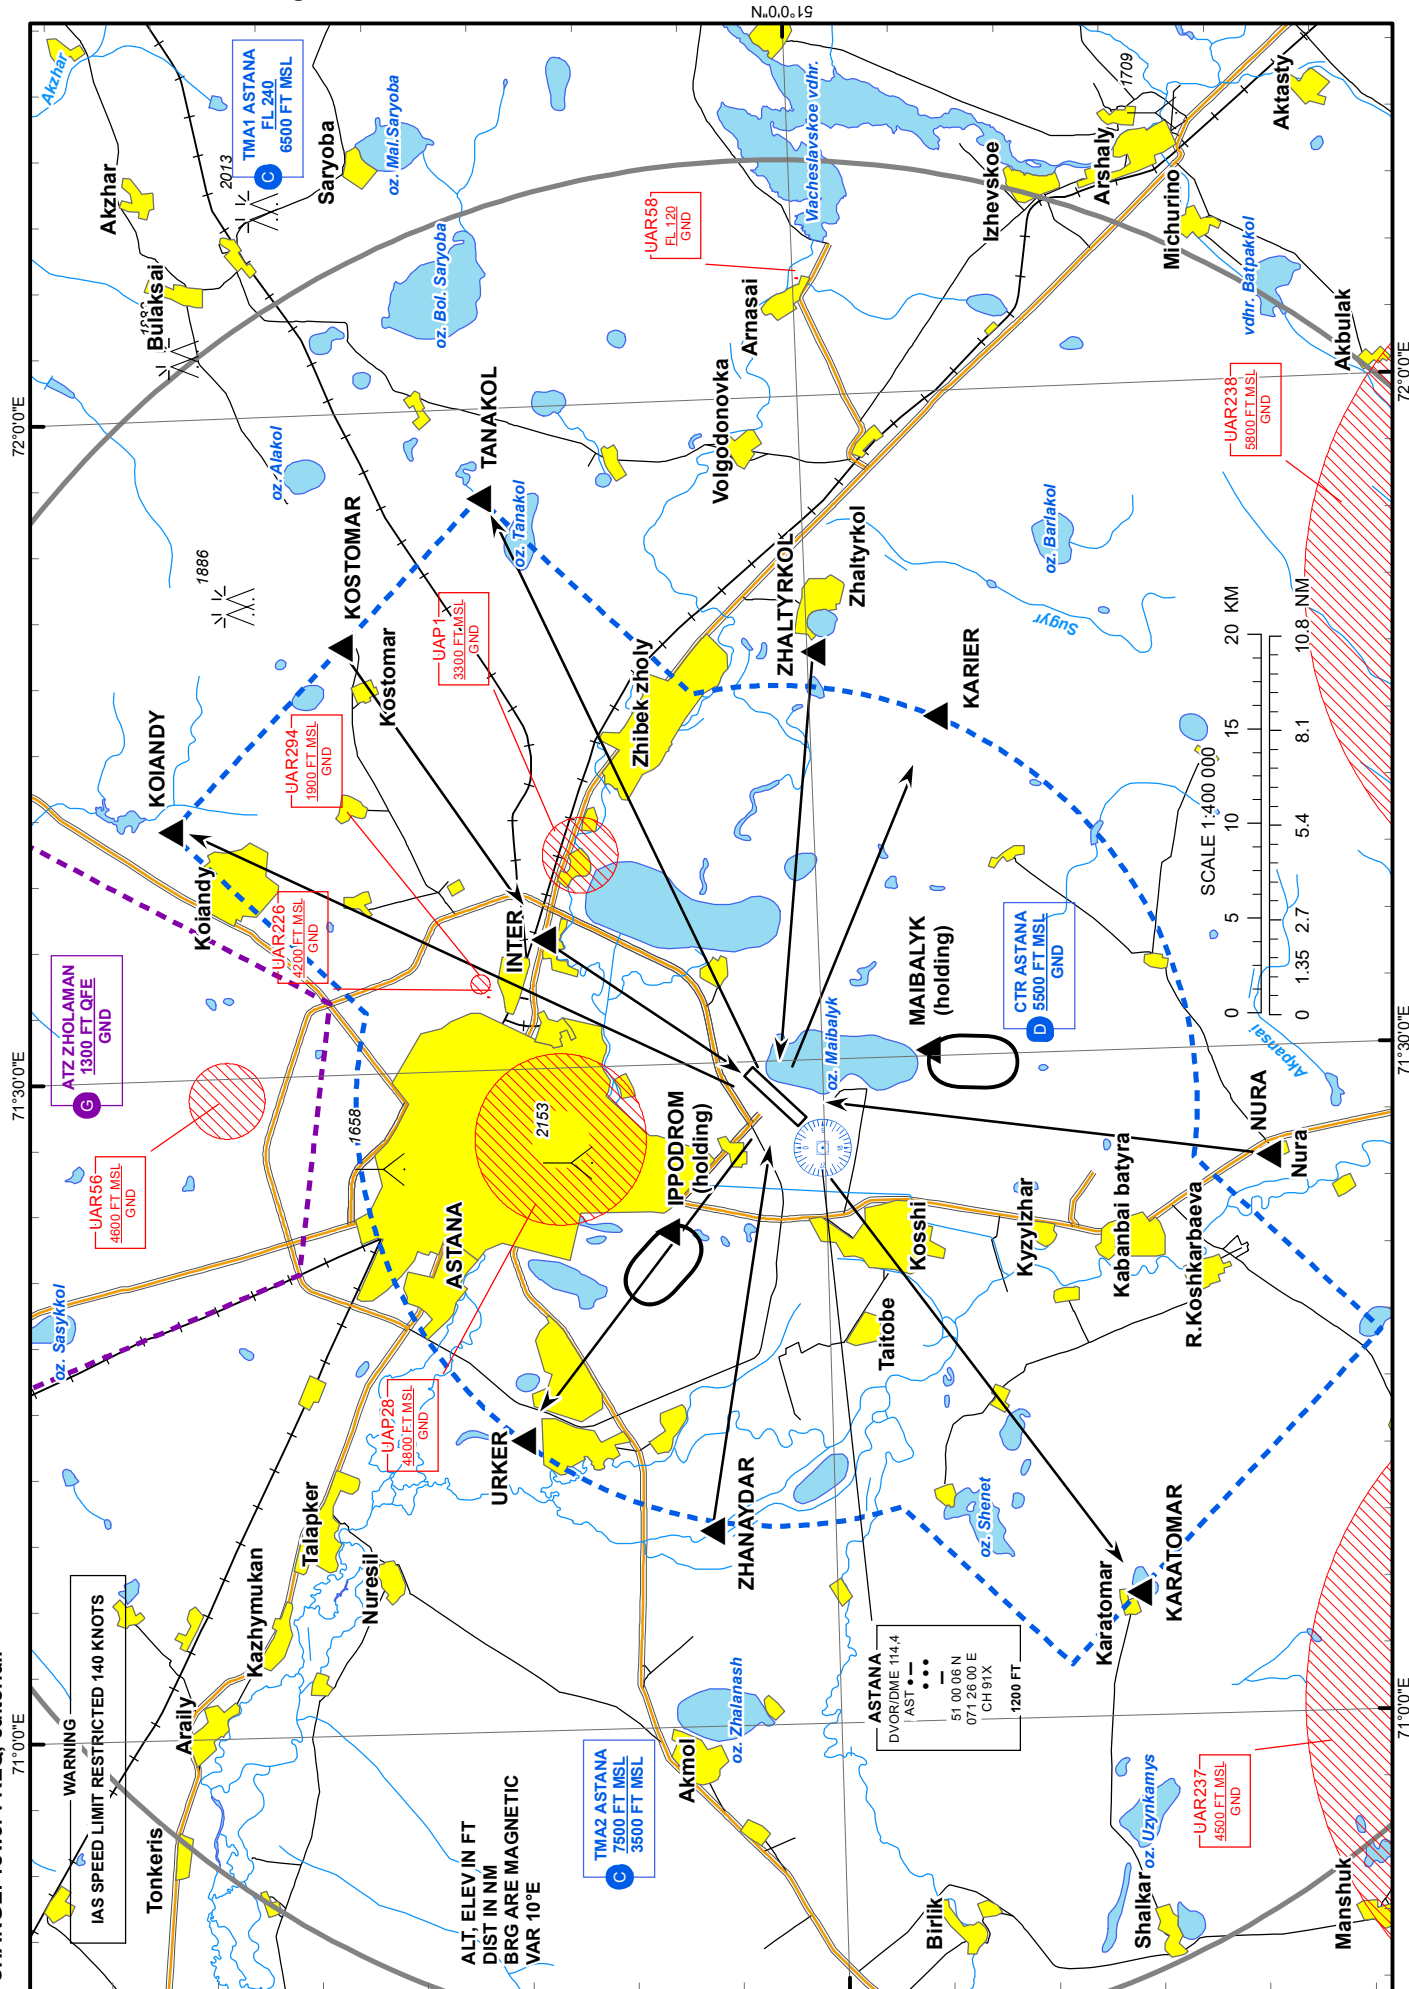 51°0'0"N
WARNING
IAS SPEED LIMIT RESTRICTED 140 KNOTS
ALT, ELEV IN FT
DIST IN NM
BRG ARE MAGNETIC
VAR 10°E
71°0'0"E
71°30'0"E
72°0'0"E
Tonkeris
Araily
Kazhymukan
Talapker
Nuresil
oz. Sasykkol
UAR56
4600 FT MSL
GND
ATZ ZHOLAMAN
G
1300 FT QFE
GND
1658
Koiandy
KOIANDY
UAR226
4200 FT MSL
GND
UAR294
1900 FT MSL
GND
Kostomar
KOSTOMAR
1886
oz. Alakol
Bulaksai
Akzhar
Akzhar
2013
TMA1 ASTANA
C
FL 240
6500 FT MSL
Saryoba
oz. Mal.Saryoba
oz. Bol. Saryoba
TANAKOL
oz. Tanakol
UAP1
3300 FT MSL
GND
INTER
Zhibek zholy
ASTANA
2153
UAP28
4800 FT MSL
GND
URKER
ZHANAYDAR
IPPODROM
(holding)
TMA2 ASTANA
C
7500 FT MSL
3500 FT MSL
Akmol
oz. Zhalanash
ASTANA
DVOR/DME 114,4
AST
51 00 06 N
071 26 00 E
CH 91X
1200 FT
Taitobe
Kosshi
oz. Maibalyk
MAIBALYK
(holding)
CTR ASTANA
D
5500 FT MSL
GND
Volgodonovka
Arnasai
UAR58
FL 120
GND
Viacheslavskoe vdhr.
ZHALTYRKOL
Zhaltyrkol
KARIER
oz. Barlakol
Sugyr
Izhevskoe
Arshaly
1709
Michurino
Aktasty
vdhr. Batpakkol
Akbulak
UAR238
5800 FT MSL
GND
SCALE 1:400 000
0 5 10 15 20 KM
0 1.35 2.7 5.4 8.1 10.8 NM
Akpansai
NURA
Nura
Kyzylzhar
Kabanbai batyra
R.Koshkarbaeva
oz. Shenet
Karatomar
KARATOMAR
UAR237
4500 FT MSL
GND
oz. Uzynkamys
Birlik
Shalkar
Manshuk
71°0'0"E
71°30'0"E
72°0'0"E